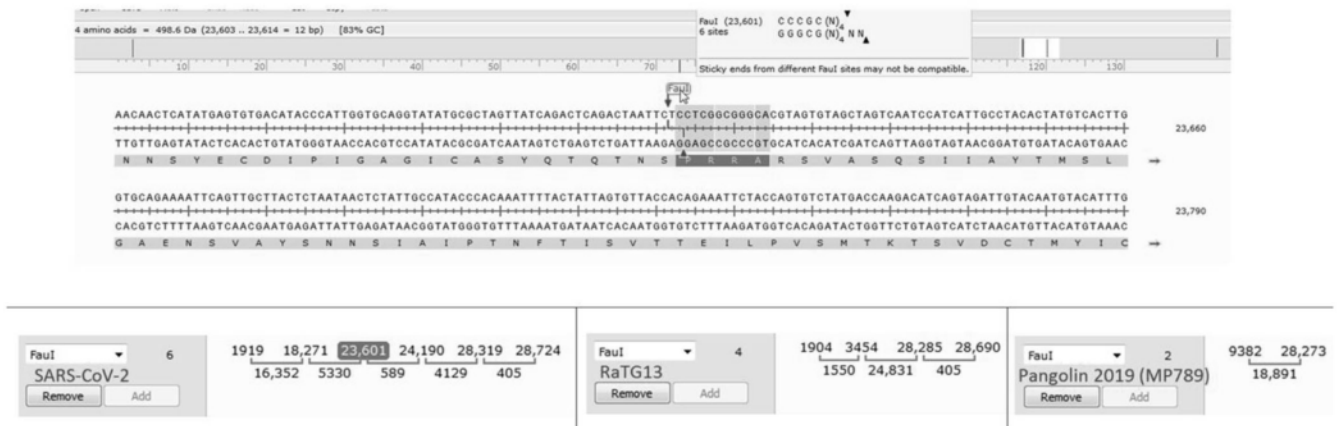 FauI (23,601) C C C G C (N)4
6 sites G G G C G (N)4 N N
4 amino acids = 498.6 Da (23,603 .. 23,614 = 12 bp) [83% GC]
Sticky ends from different FauI sites may not be compatible.
10 20 30 40 50 60 70 120 130
FauI
AACAACTCATATGAGTGTGACATACCCATTGGTGCAGGTATATGCGCTAGTTATCAGACTCAGACTAATTCTCCTCGGCGGGCACGTAGTGTAGCTAGTCAATCCATCATTGCCTACACTATGTCACTTG
23,660
TTGTTGAGTATACTCACACTGTATGGGTAACCACGTCCATATACGCGATCAATAGTCTGAGTCTGATTAAGAGGAGCCGCCCGTGCATCACATCGATCAGTTAGGTAGTAACGGATGTGATACAGTGAAC
N N S Y E C D I P I G A G I C A S Y Q T Q T N S P R R A R S V A S Q S I I A Y T M S L →
GTGCAGAAAATTCAGTTGCTTACTCTAATAACTCTATTGCCATACCCACAAATTTTACTATTAGTGTTACCACAGAAATTCTACCAGTGTCTATGACCAAGACATCAGTAGATTGTACAATGTACATTTG
23,790
CACGTCTTTTAAGTCAACGAATGAGATTATTGAGATAACGGTATGGGTGTTTAAAATGATAATCACAATGGTGTCTTTAAGATGGTCACAGATACTGGTTCTGTAGTCATCTAACATGTTACATGTAAAC
G A E N S V A Y S N N S I A I P T N F T I S V T T E I L P V S M T K T S V D C T M Y I C →
FauI 6
SARS-CoV-2
Remove Add
1919 18,271 23,601 24,190 28,319 28,724
16,352 5330 589 4129 405
FauI 4
RaTG13
Remove Add
1904 3454 28,285 28,690
1550 24,831 405
FauI 2
Pangolin 2019 (MP789)
Remove Add
9382 28,273
18,891